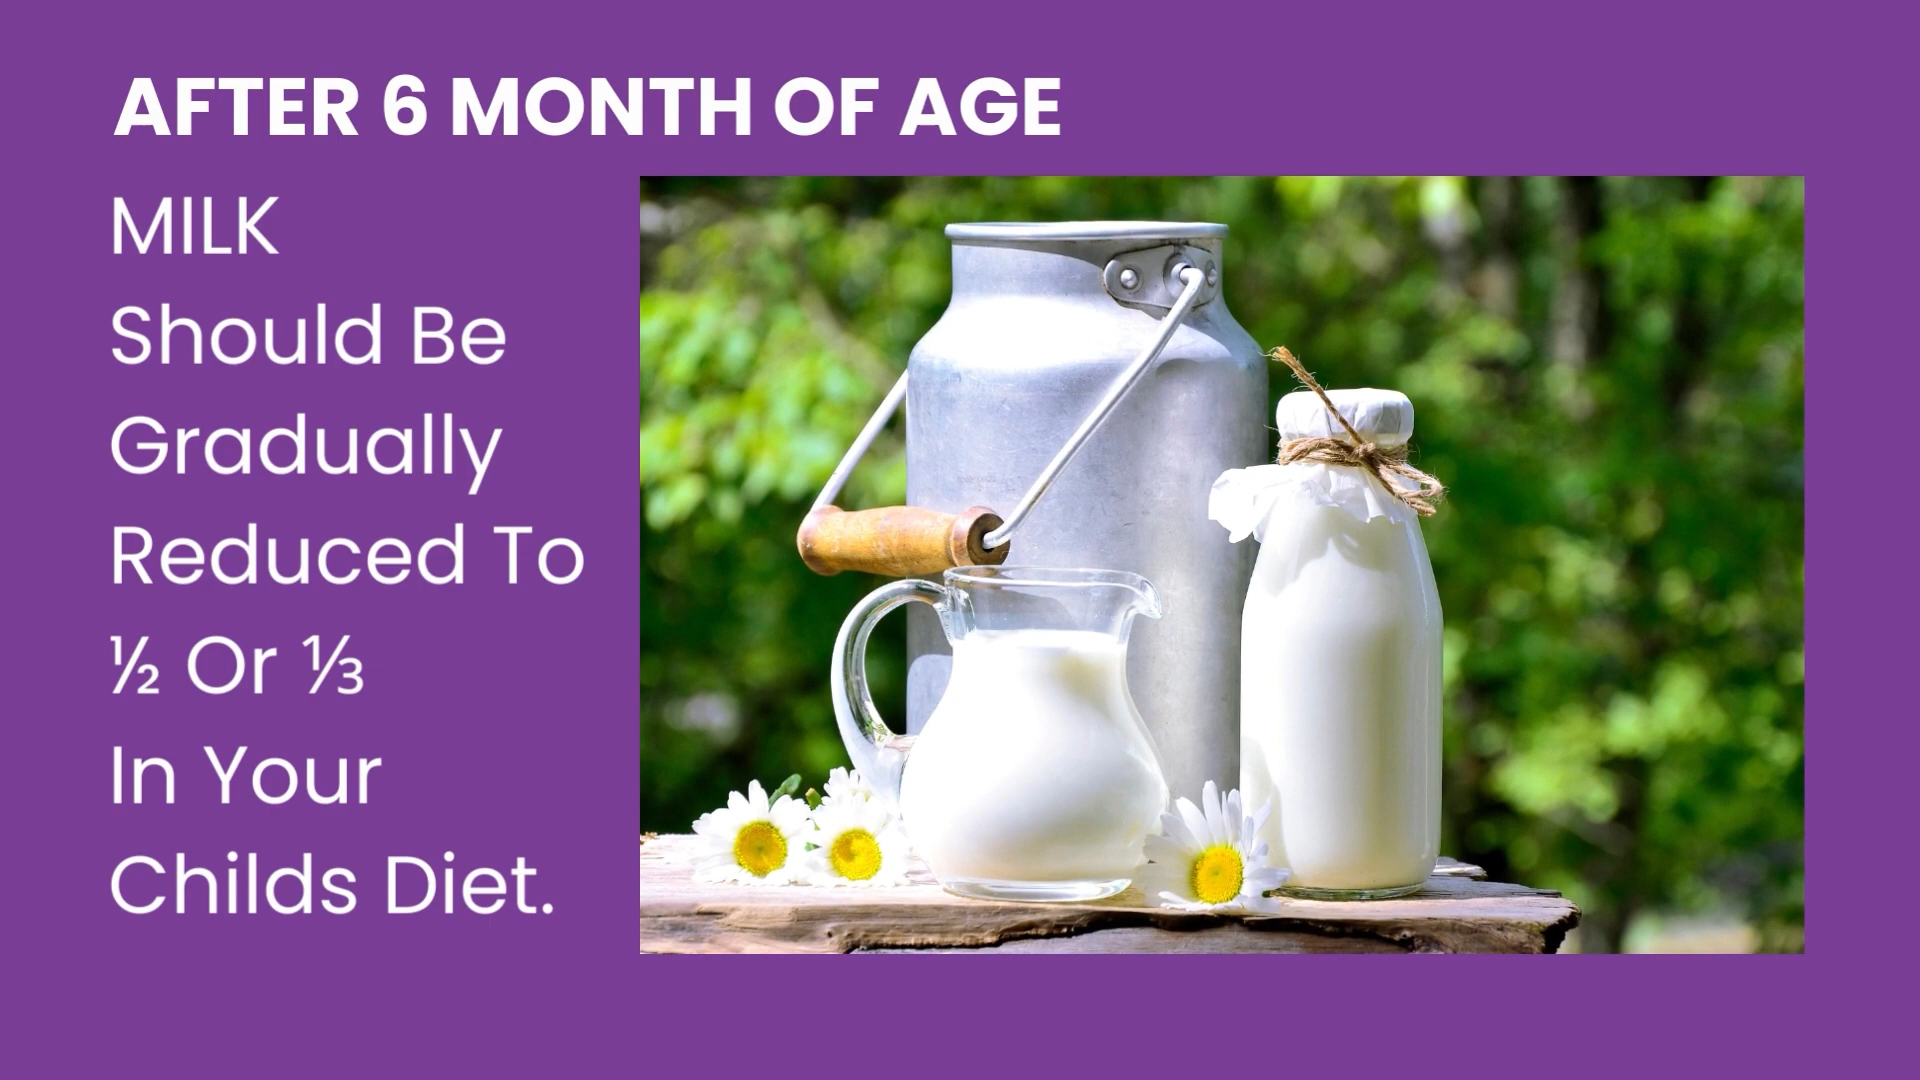 AFTER 6 MONTH OF AGE
MILK
Should Be
Gradually
Reduced To
½ Or ⅓
In Your
Childs Diet.